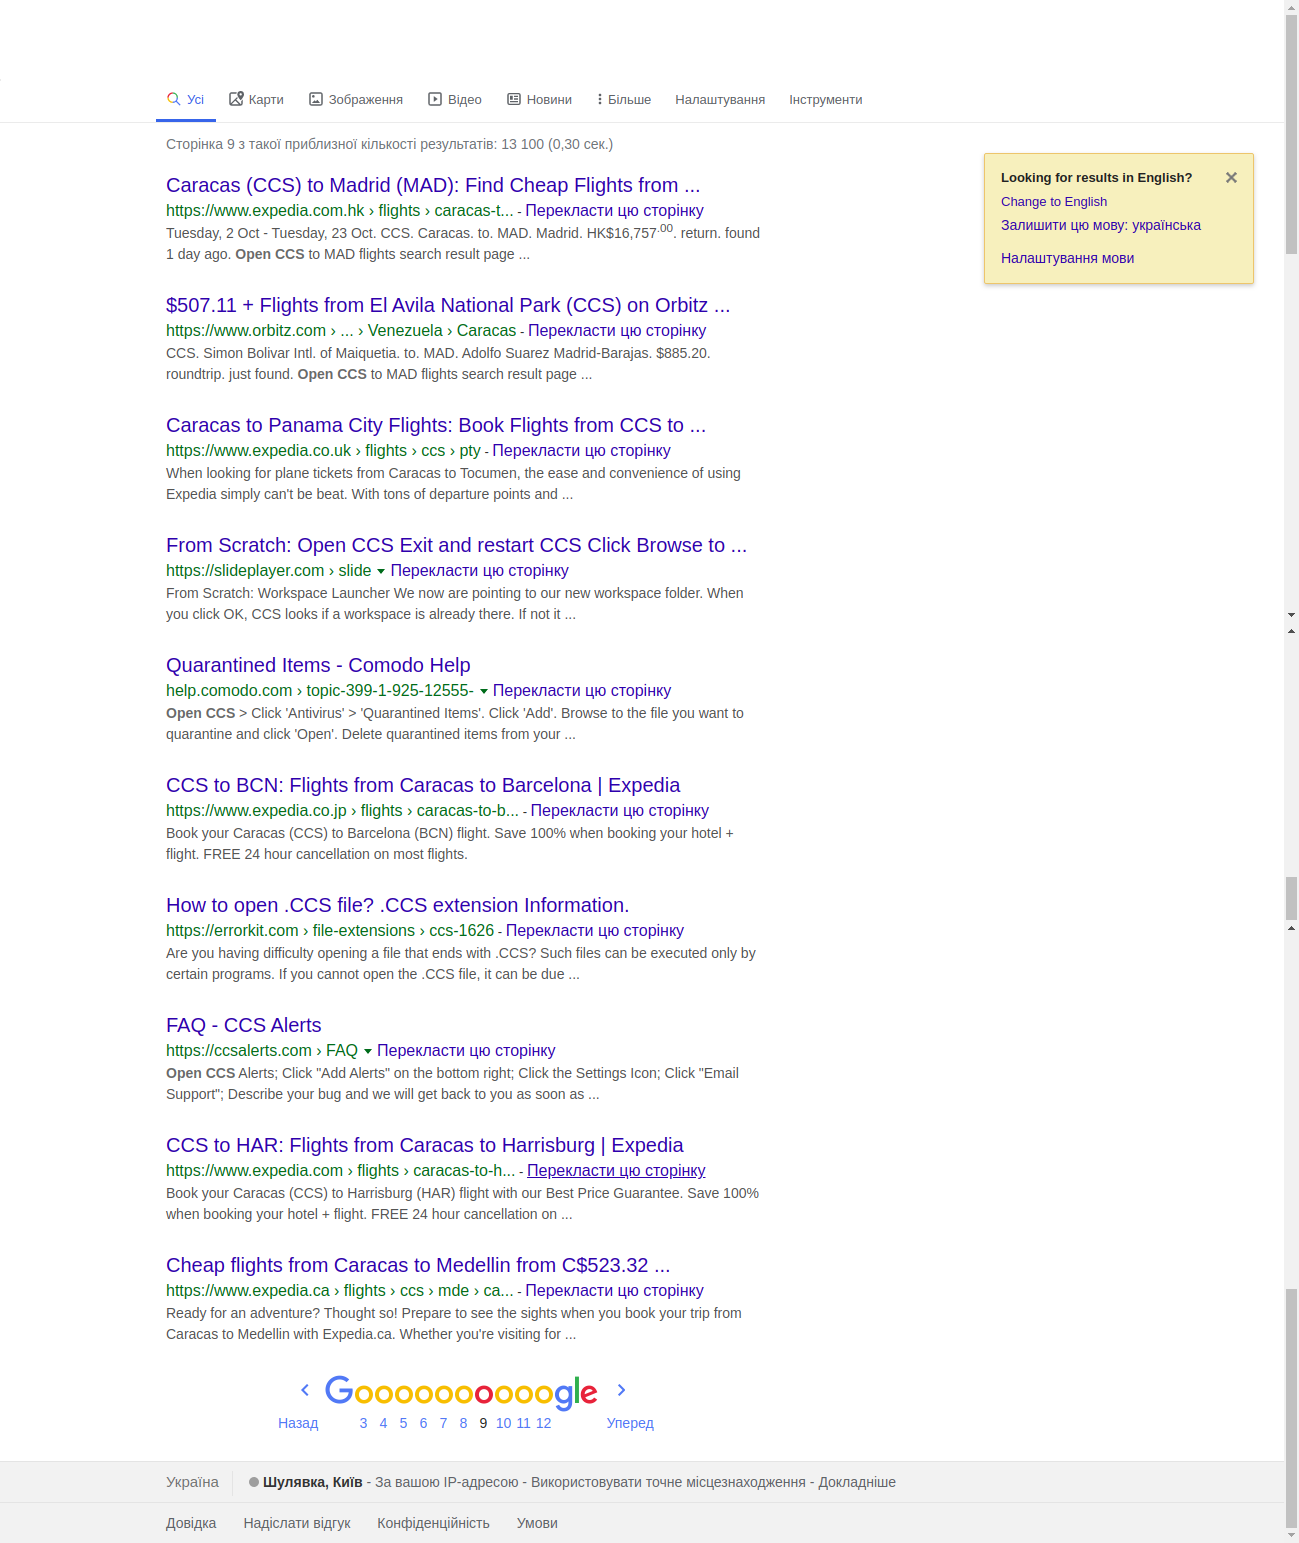 Усі Карти Зображення Відео Новини Більше Налаштування Інструменти
Сторінка 9 з такої приблизної кількості результатів: 13 100 (0,30 сек.)
Looking for results in English?
Change to English
Залишити цю мову: українська
Налаштування мови
Caracas (CCS) to Madrid (MAD): Find Cheap Flights from ...
https://www.expedia.com.hk › flights › caracas-t... - Перекласти цю сторінку
Tuesday, 2 Oct - Tuesday, 23 Oct. CCS. Caracas. to. MAD. Madrid. HK$16,757.00. return. found
1 day ago. Open CCS to MAD flights search result page ...
$507.11 + Flights from El Avila National Park (CCS) on Orbitz ...
https://www.orbitz.com › ... › Venezuela › Caracas - Перекласти цю сторінку
CCS. Simon Bolivar Intl. of Maiquetia. to. MAD. Adolfo Suarez Madrid-Barajas. $885.20.
roundtrip. just found. Open CCS to MAD flights search result page ...
Caracas to Panama City Flights: Book Flights from CCS to ...
https://www.expedia.co.uk › flights › ccs › pty - Перекласти цю сторінку
When looking for plane tickets from Caracas to Tocumen, the ease and convenience of using
Expedia simply can't be beat. With tons of departure points and ...
From Scratch: Open CCS Exit and restart CCS Click Browse to ...
https://slideplayer.com › slide Перекласти цю сторінку
From Scratch: Workspace Launcher We now are pointing to our new workspace folder. When
you click OK, CCS looks if a workspace is already there. If not it ...
Quarantined Items - Comodo Help
help.comodo.com › topic-399-1-925-12555- Перекласти цю сторінку
Open CCS > Click 'Antivirus' > 'Quarantined Items'. Click 'Add'. Browse to the file you want to
quarantine and click 'Open'. Delete quarantined items from your ...
CCS to BCN: Flights from Caracas to Barcelona | Expedia
https://www.expedia.co.jp › flights › caracas-to-b... - Перекласти цю сторінку
Book your Caracas (CCS) to Barcelona (BCN) flight. Save 100% when booking your hotel +
flight. FREE 24 hour cancellation on most flights.
How to open .CCS file? .CCS extension Information.
https://errorkit.com › file-extensions › ccs-1626 - Перекласти цю сторінку
Are you having difficulty opening a file that ends with .CCS? Such files can be executed only by
certain programs. If you cannot open the .CCS file, it can be due ...
FAQ - CCS Alerts
https://ccsalerts.com › FAQ Перекласти цю сторінку
Open CCS Alerts; Click "Add Alerts" on the bottom right; Click the Settings Icon; Click "Email
Support"; Describe your bug and we will get back to you as soon as ...
CCS to HAR: Flights from Caracas to Harrisburg | Expedia
https://www.expedia.com › flights › caracas-to-h... - Перекласти цю сторінку
Book your Caracas (CCS) to Harrisburg (HAR) flight with our Best Price Guarantee. Save 100%
when booking your hotel + flight. FREE 24 hour cancellation on ...
Cheap flights from Caracas to Medellin from C$523.32 ...
https://www.expedia.ca › flights › ccs › mde › ca... - Перекласти цю сторінку
Ready for an adventure? Thought so! Prepare to see the sights when you book your trip from
Caracas to Medellin with Expedia.ca. Whether you're visiting for ...
Goooooooooogle
Назад 3 4 5 6 7 8 9 10 11 12 Уперед
Україна Шулявка, Київ - За вашою IP-адресою - Використовувати точне місцезнаходження - Докладніше
Довідка Надіслати відгук Конфіденційність Умови